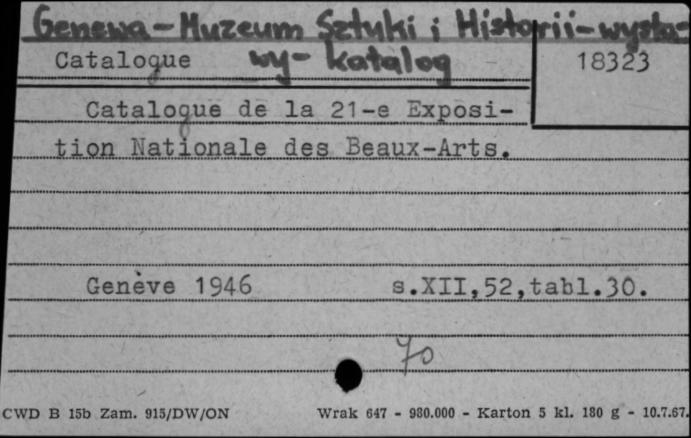 Genewa-Muzeum Sztuki i Historii-wysta-
wy-katalog
Catalogue
18323
Catalogue de la 21-e Exposi-
tion Nationale des Beaux-Arts.
Genève 1946 s.XII,52,tabl.30.
70
CWD B 15b Zam. 915/DW/ON Wrak 647 - 980.000 - Karton 5 kl. 180 g - 10.7.67.